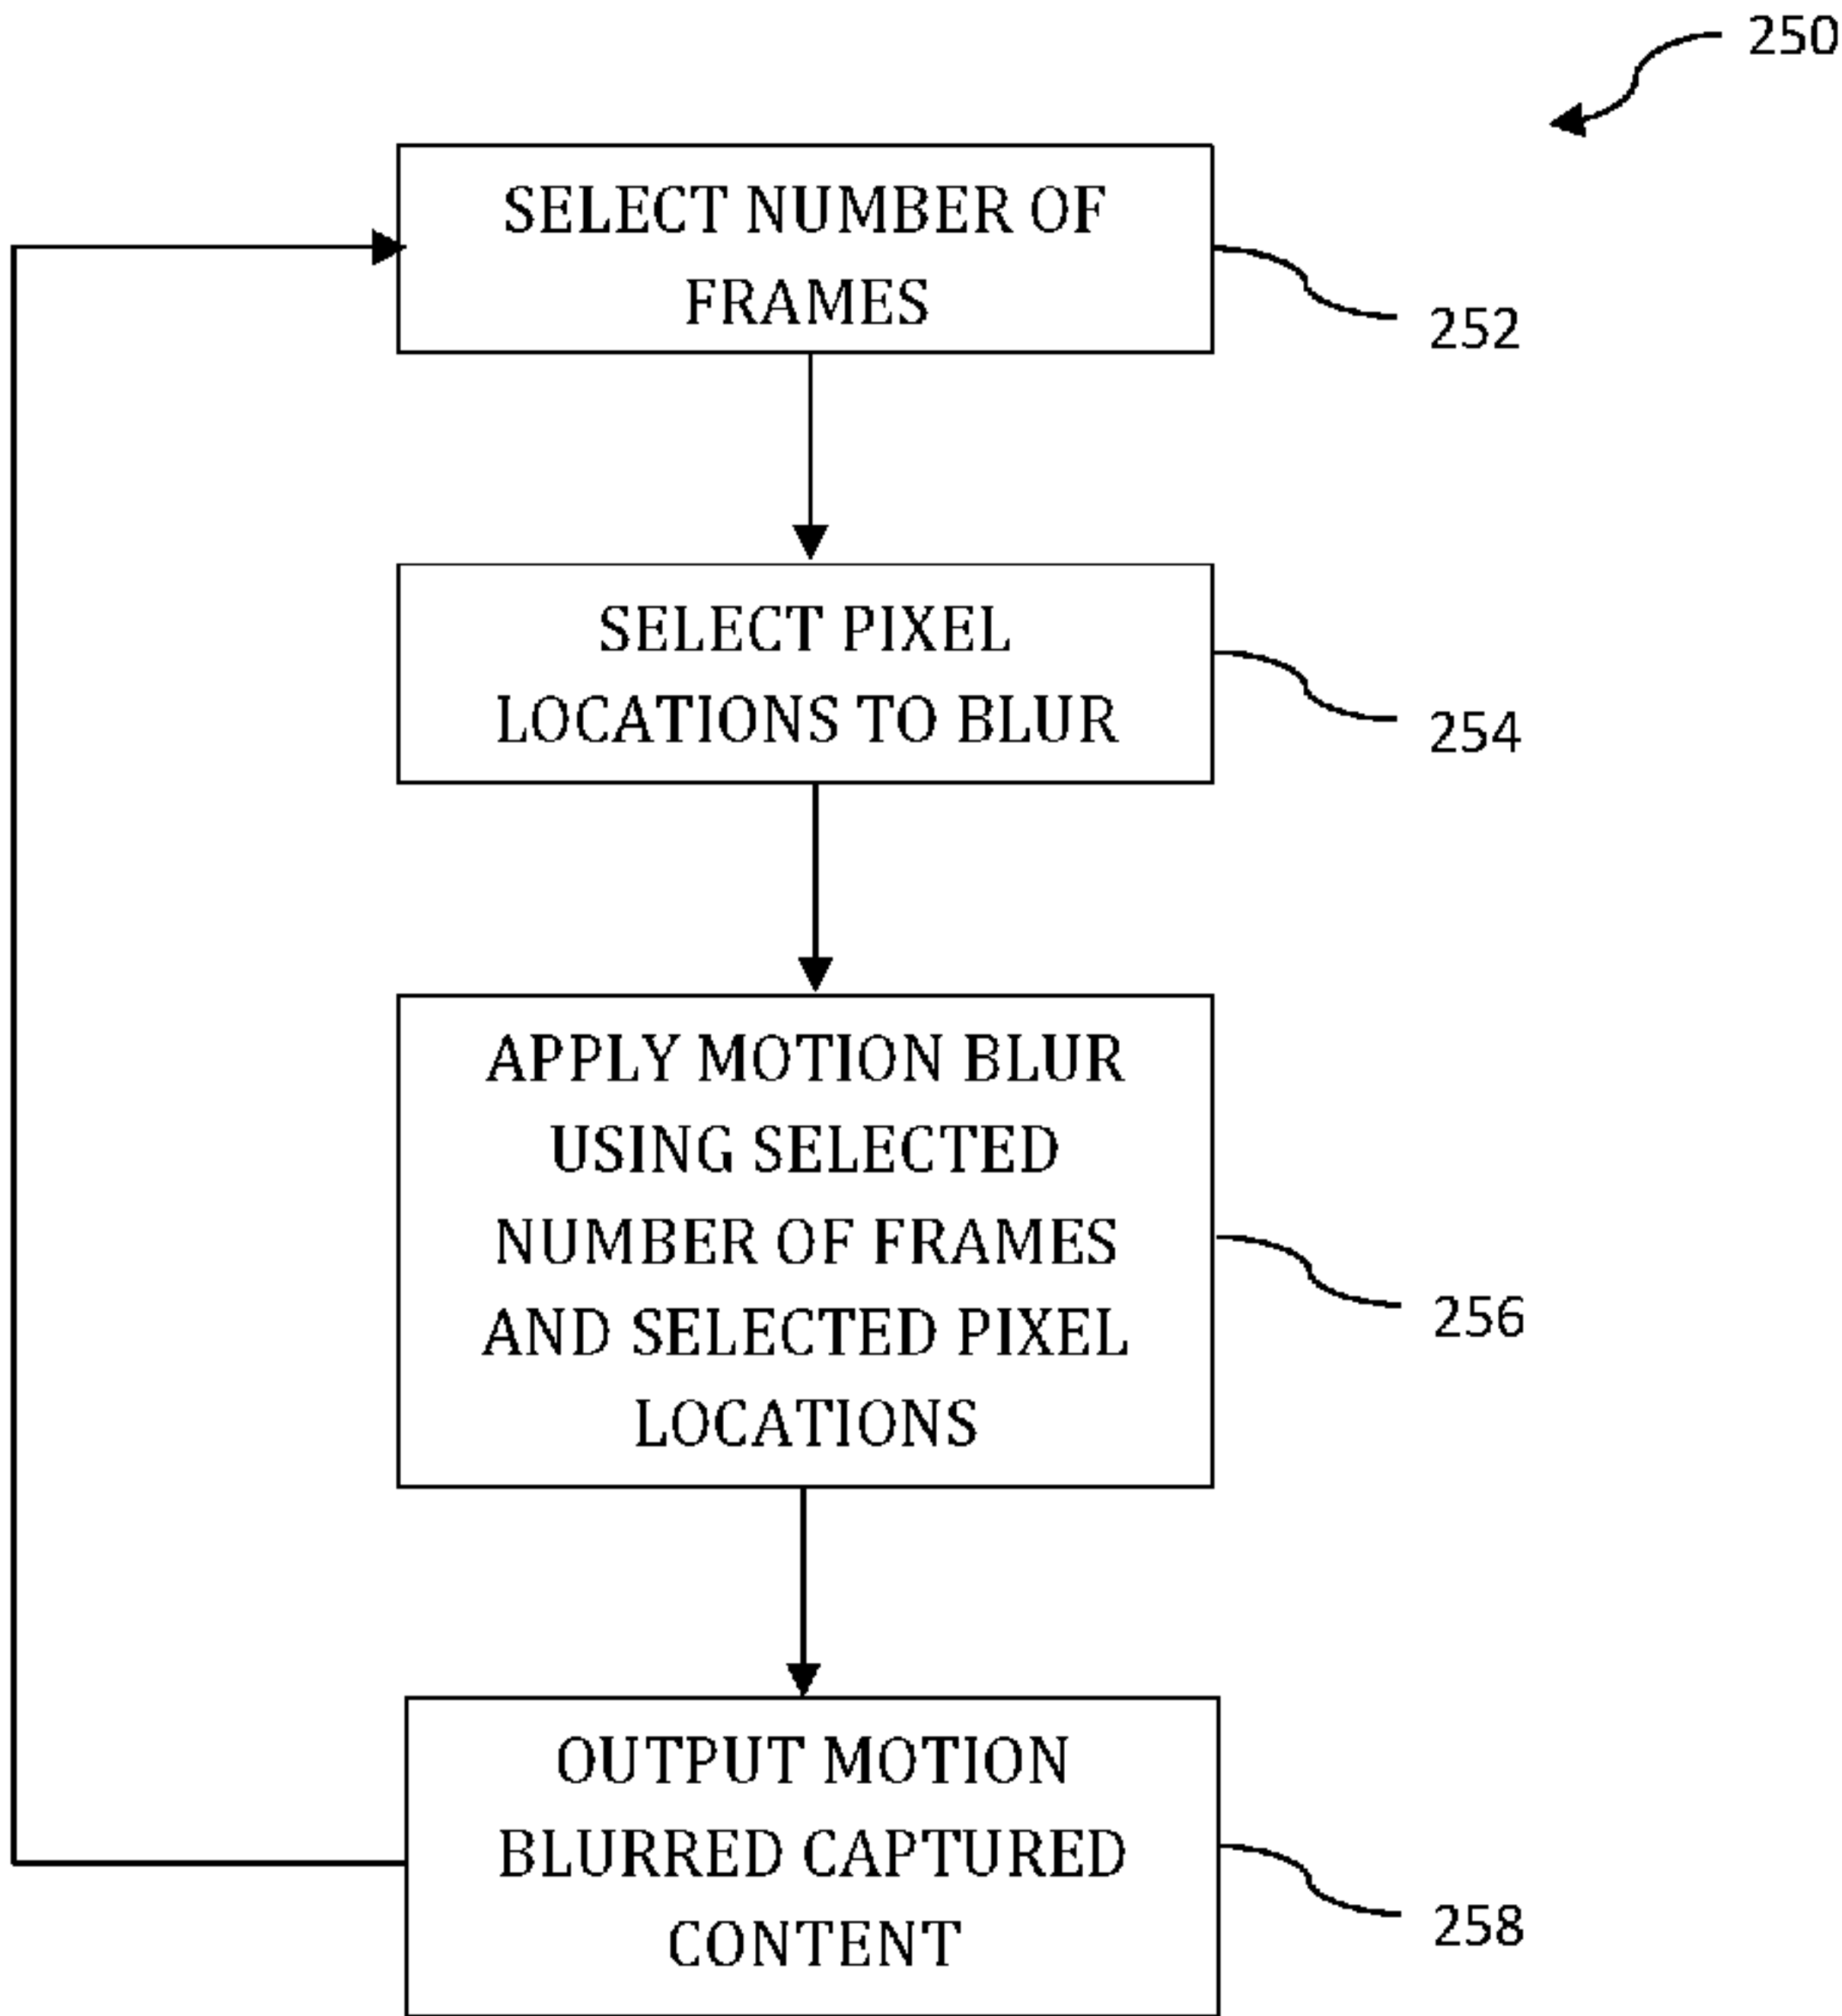 250
SELECT NUMBER OF
FRAMES
252
SELECT PIXEL
LOCATIONS TO BLUR
254
APPLY MOTION BLUR
USING SELECTED
NUMBER OF FRAMES
AND SELECTED PIXEL
LOCATIONS
256
OUTPUT MOTION
BLURRED CAPTURED
CONTENT
258